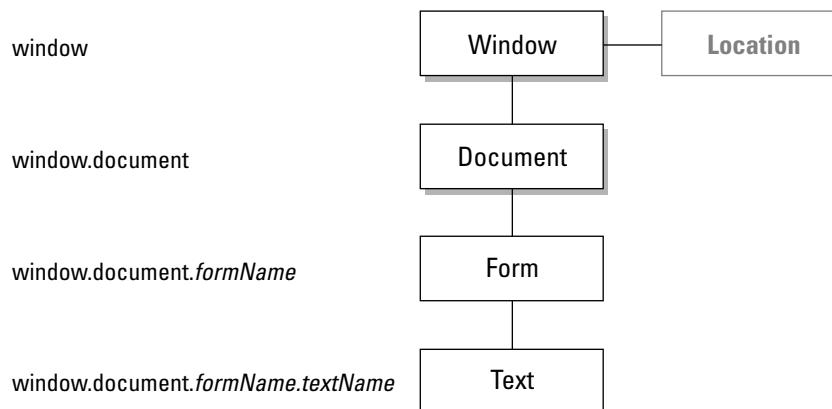 window
Window
Location
window.document
Document
window.document.formName
Form
window.document.formName.textName
Text